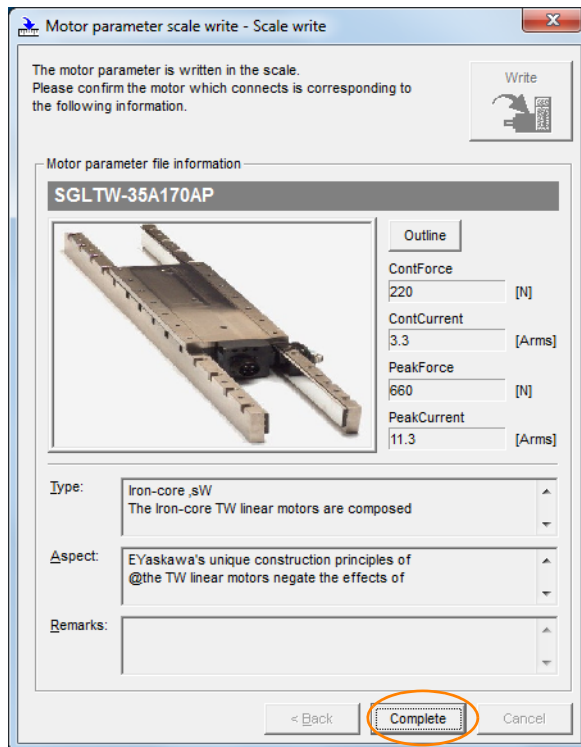 Motor parameter scale write - Scale write
The motor parameter is written in the scale.
Please confirm the motor which connects is corresponding to
the following information.
Write
Motor parameter file information
SGLTW-35A170AP
Outline
ContForce
220 [N]
ContCurrent
3.3 [Arms]
PeakForce
660 [N]
PeakCurrent
11.3 [Arms]
Type:
Iron-core ,sW
The Iron-core TW linear motors are composed
Aspect:
EYaskawa's unique construction principles of
@the TW linear motors negate the effects of
Remarks:
< Back
Complete
Cancel